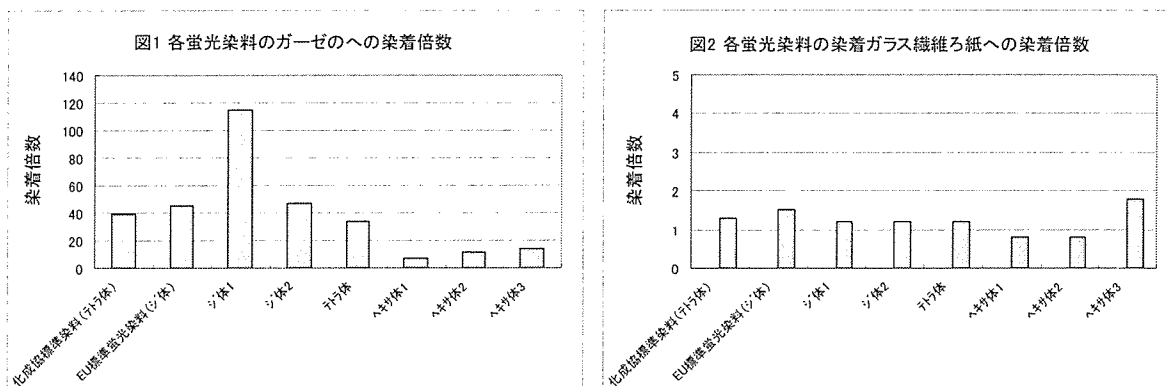 図1 各蛍光染料のガーゼのへの染着倍数
染着倍数
140
120
100
80
60
40
20
0
化成協標準染料(テトラ体)
EU標準蛍光染料(ジ体)
ジ体1
ジ体2
テトラ体
ヘキサ体1
ヘキサ体2
ヘキサ体3
図2 各蛍光染料の染着ガラス繊維ろ紙への染着倍数
染着倍数
5
4
3
2
1
0
化成協標準染料(テトラ体)
EU標準蛍光染料(ジ体)
ジ体1
ジ体2
テトラ体
ヘキサ体1
ヘキサ体2
ヘキサ体3